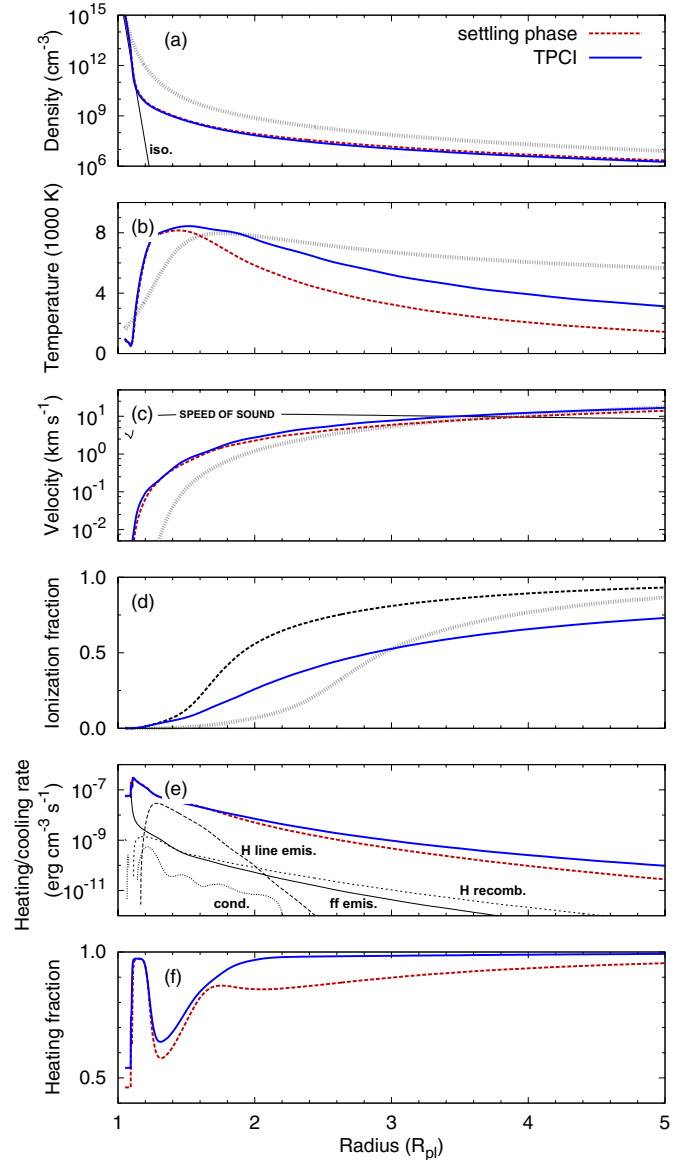 10^15
10^12
10^9
10^6
Density (cm^-3)
(a)
settling phase
TPCI
iso.
8
4
0
Temperature (1000 K)
(b)
10^1
10^0
10^-1
10^-2
Velocity (km s^-1)
(c)
SPEED OF SOUND
1.0
0.5
0.0
Ionization fraction
(d)
10^-7
10^-9
10^-11
Heating/cooling rate
(erg cm^-3 s^-1)
(e)
H line emis.
H recomb.
cond.
ff emis.
1.0
0.5
Heating fraction
(f)
1
2
3
4
5
Radius (R_pl)